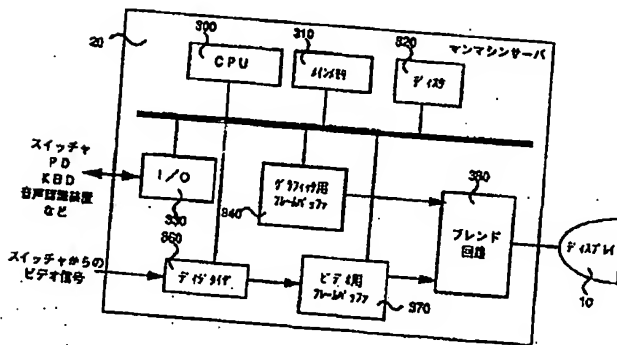 20
300
CPU
310
メインメモリ
320
ディスク
マンマシンサーバ
スイッチャ
PD
KBD
音声認識装置
など
I/O
330
グラフィック用
フレームバッファ
340
380
ブレンド
回路
ディスプレイ
10
スイッチャからの
ビデオ信号
360
ディジタイザ
ビデオ用
フレームバッファ
370